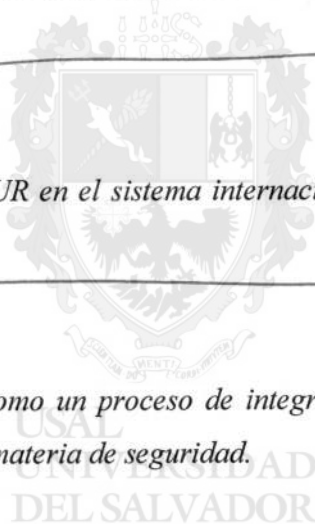 UR en el sistema internaci
omo un proceso de integr
materia de seguridad.
USAL
UNIVERSIDAD
DEL SALVADOR